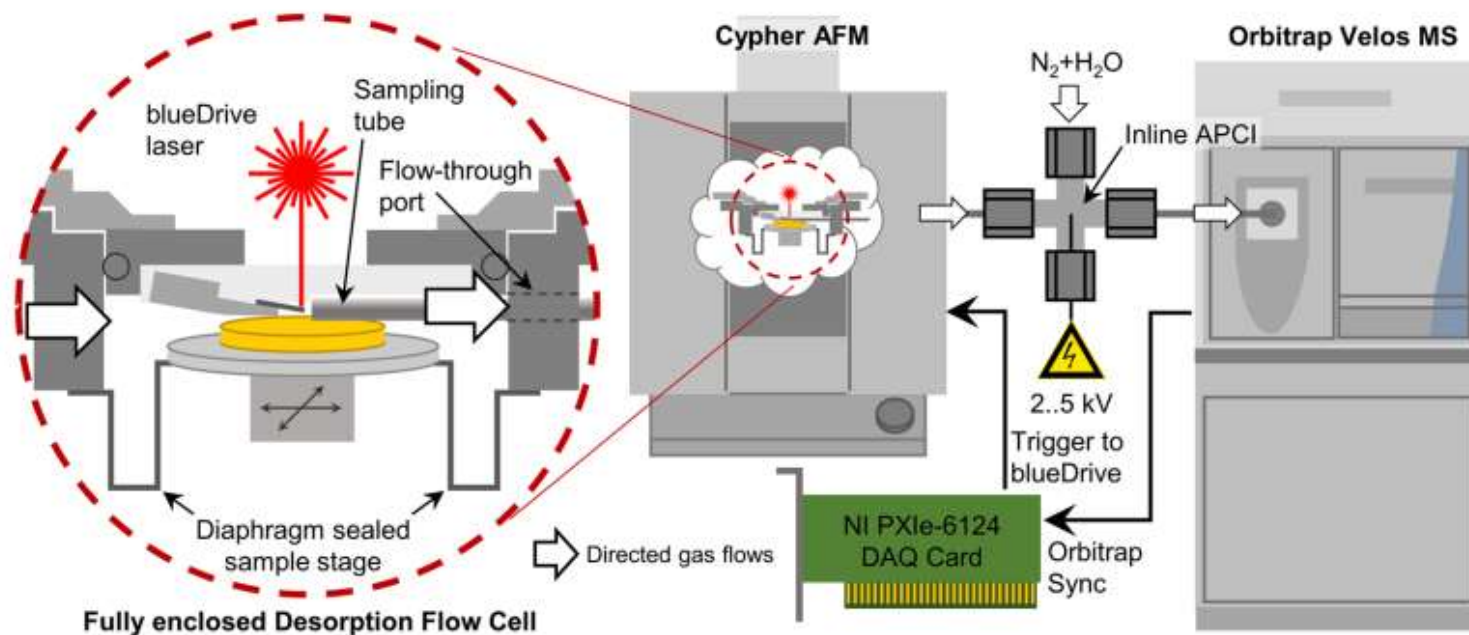 Cypher AFM
Orbitrap Velos MS
blueDrive
laser
Sampling
tube
Flow-through
port
N₂+H₂O
Inline APCI
2..5 kV
Trigger to
blueDrive
Diaphragm sealed
sample stage
Directed gas flows
NI PXIe-6124
DAQ Card
Orbitrap
Sync
Fully enclosed Desorption Flow Cell